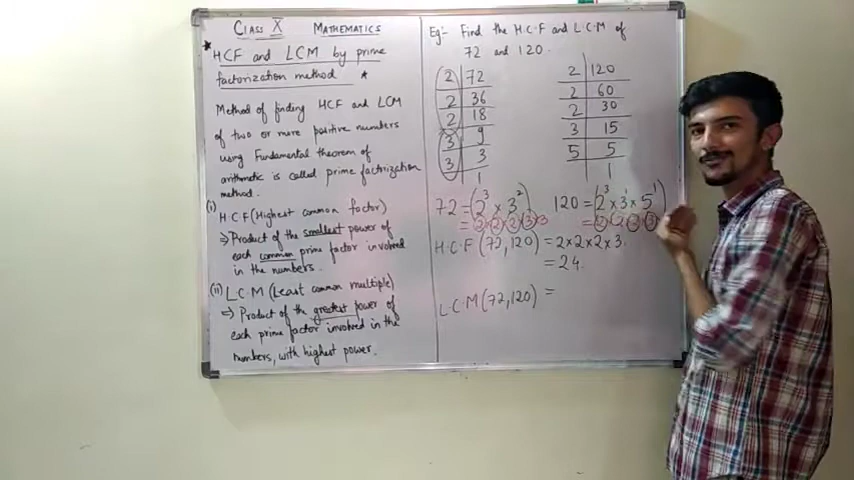 Class X Mathematics
* HCF and LCM by prime
factorization method *
Method of finding HCF and LCM
of two or more positive numbers
using Fundamental theorem of
arithmetic is called prime factorization
method.
(i) H.C.F (Highest common factor)
⇒ Product of the smallest power of
each common prime factor involved
in the numbers.
(ii) L.C.M (Least common multiple)
⇒ Product of the greatest power of
each prime factor involved in the
numbers, with highest power.
Eg:- Find the H.C.F and L.C.M of
72 and 120.
2 72
2 36
2 18
3 9
3 3
1
2 120
2 60
2 30
3 15
5 5
1
72 = (2³ × 3²)
= 2×2×2×3×3
120 = (2³ × 3¹ × 5¹)
H.C.F (72, 120) = 2×2×2×3.
= 24.
L.C.M (72, 120) =